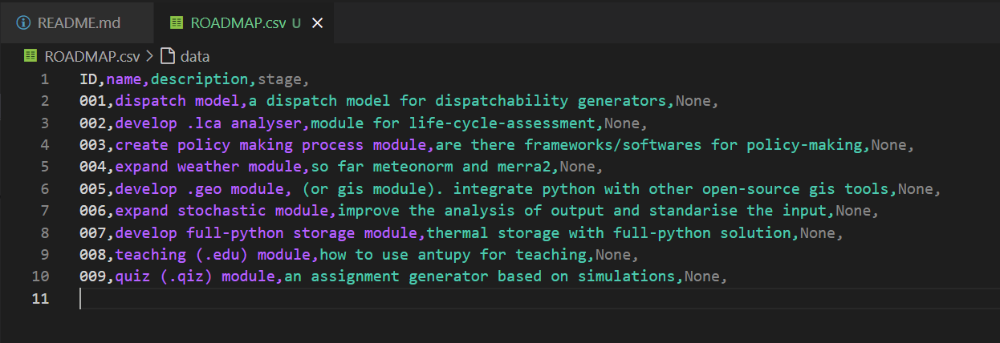 README.md ROADMAP.csv U
ROADMAP.csv data
1 ID,name,description,stage,
2 001,dispatch model,a dispatch model for dispatchability generators,None,
3 002,develop .lca analyser,module for life-cycle-assessment,None,
4 003,create policy making process module,are there frameworks/softwares for policy-making,None,
5 004,expand weather module,so far meteonorm and merra2,None,
6 005,develop .geo module, (or gis module). integrate python with other open-source gis tools,None,
7 006,expand stochastic module,improve the analysis of output and standarise the input,None,
8 007,develop full-python storage module,thermal storage with full-python solution,None,
9 008,teaching (.edu) module,how to use antupy for teaching,None,
10 009,quiz (.qiz) module,an assignment generator based on simulations,None,
11